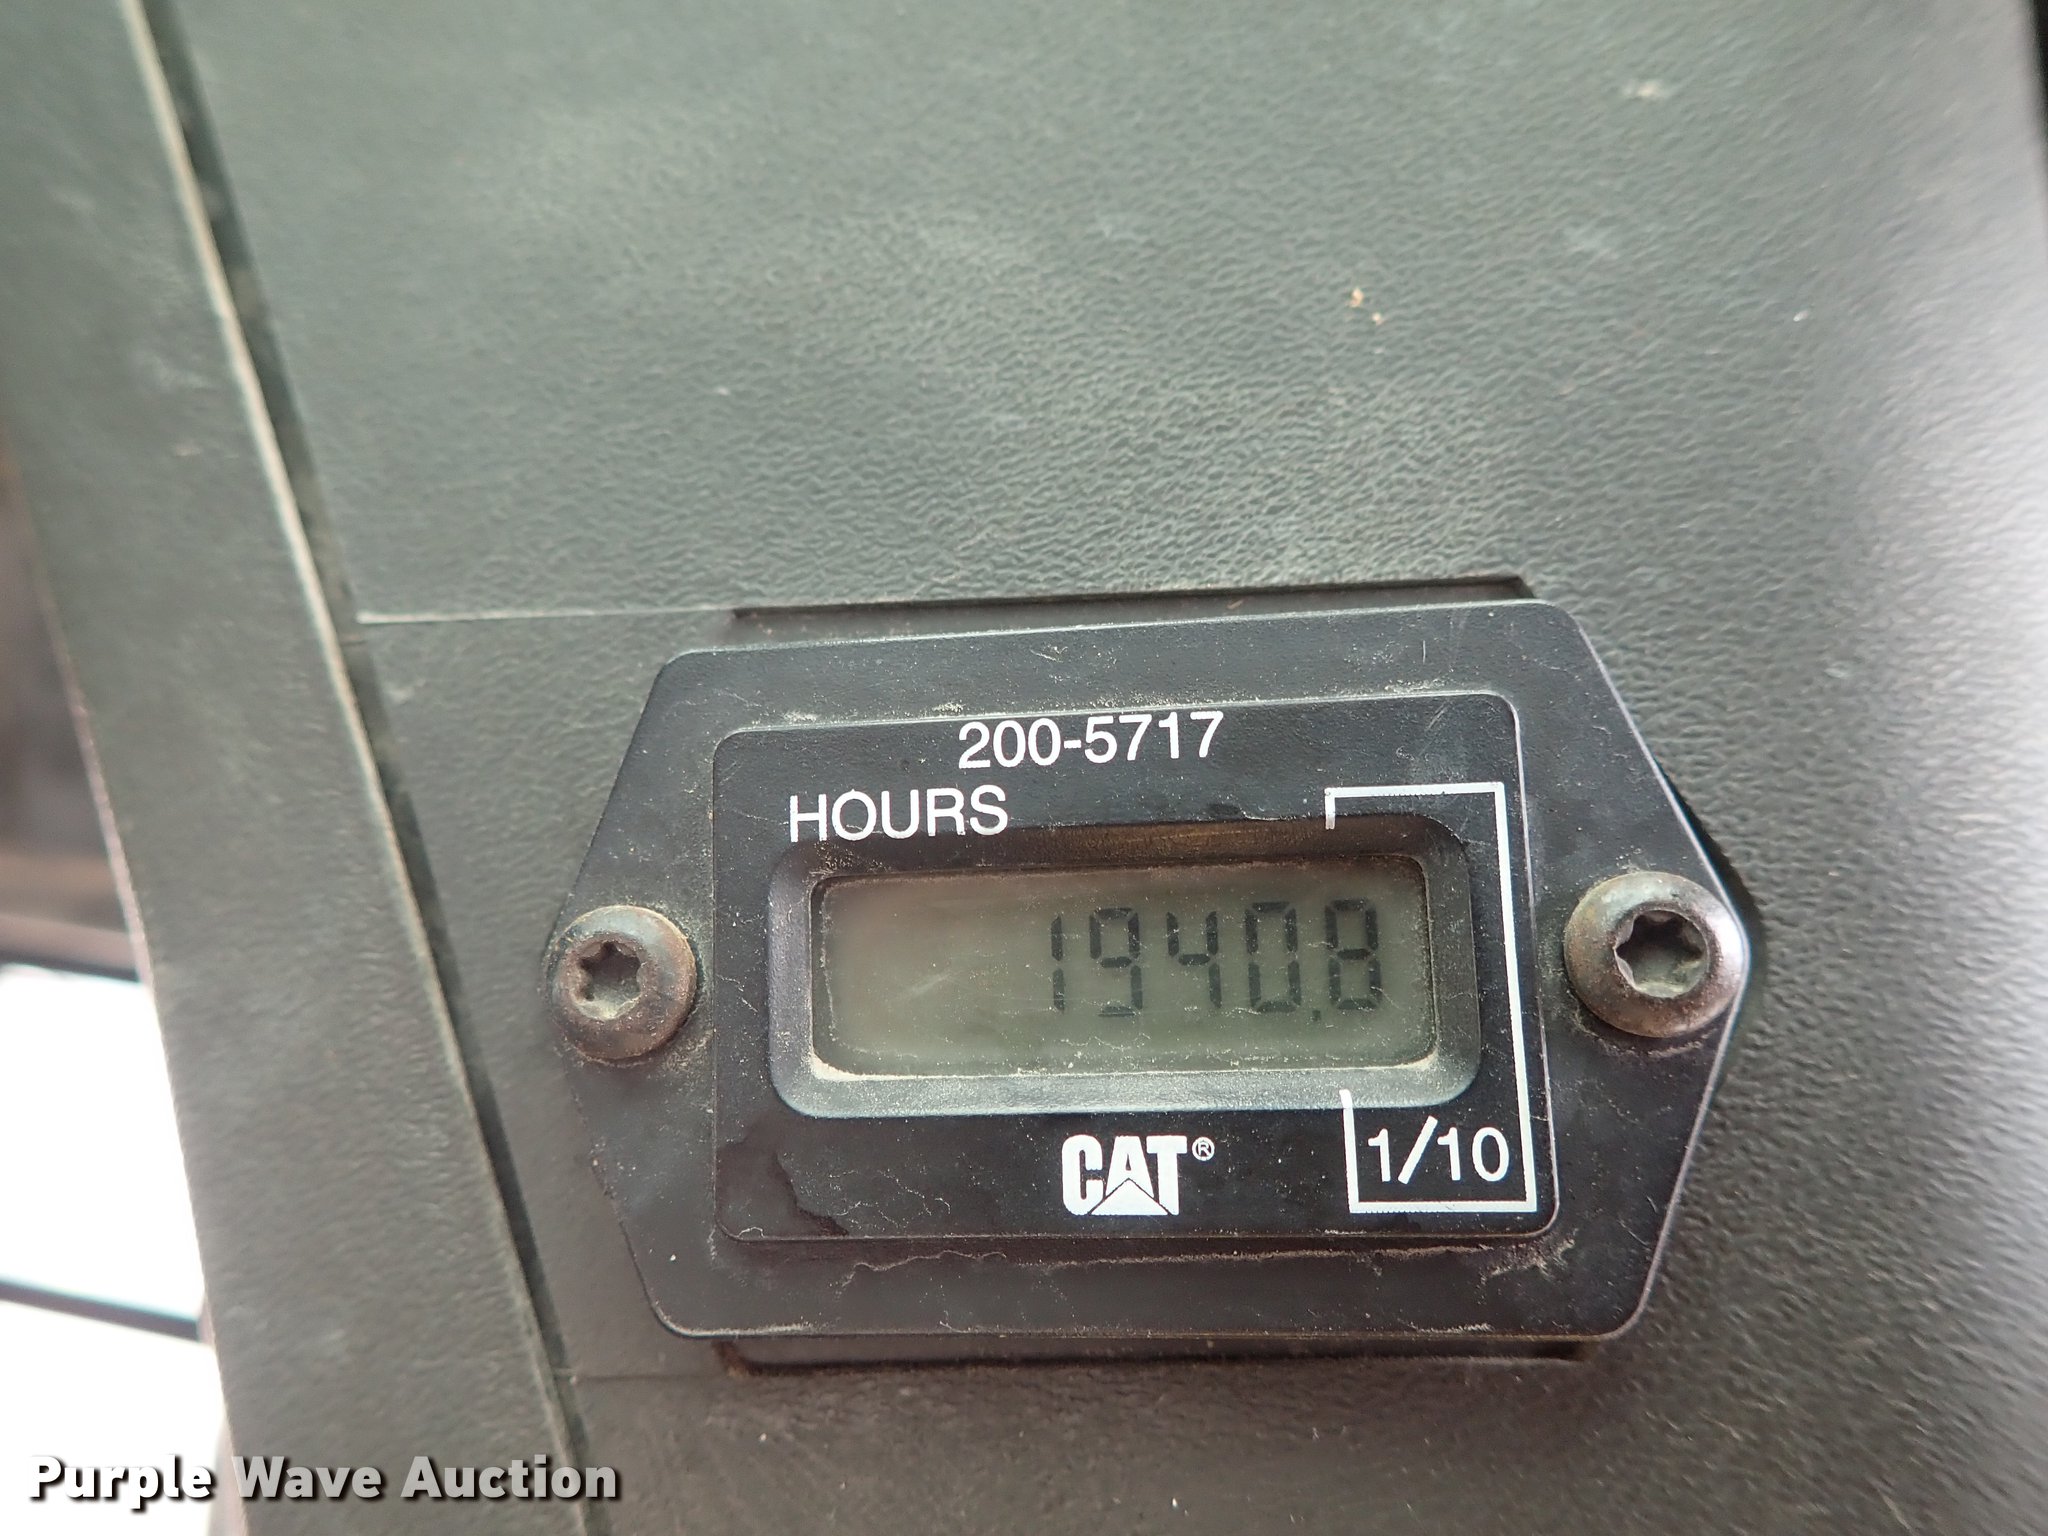 200-5717
HOURS
1940.8
CAT®
1/10
Purple Wave Auction